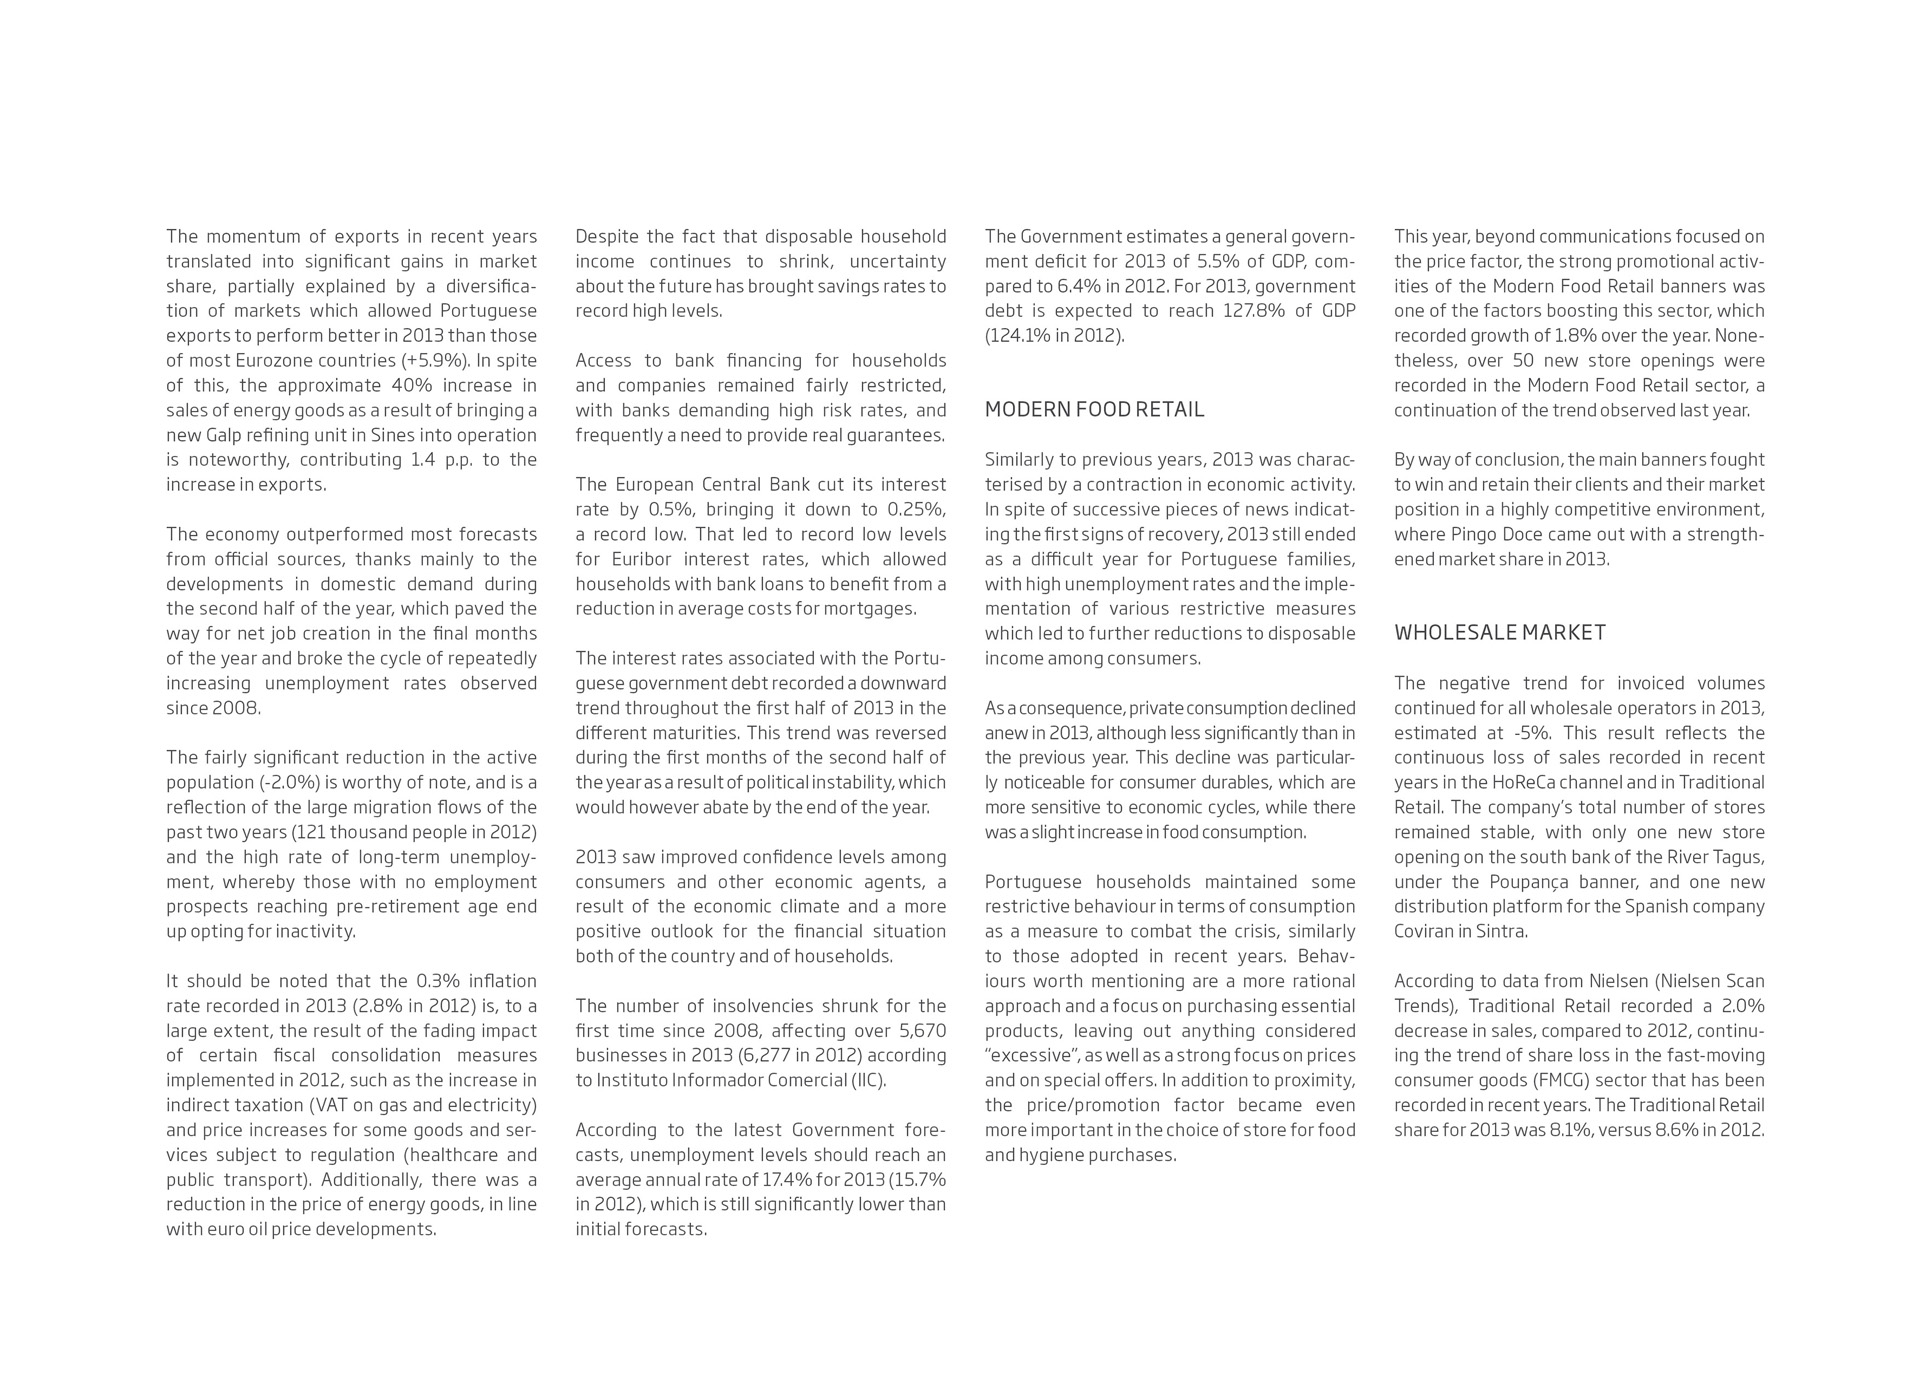 The momentum of exports in recent years
translated into significant gains in market
share, partially explained by a diversifica-
tion of markets which allowed Portuguese
exports to perform better in 2013 than those
of most Eurozone countries (+5.9%). In spite
of this, the approximate 40% increase in
sales of energy goods as a result of bringing a
new Galp refining unit in Sines into operation
is noteworthy, contributing 1.4 p.p. to the
increase in exports.
The economy outperformed most forecasts
from official sources, thanks mainly to the
developments in domestic demand during
the second half of the year, which paved the
way for net job creation in the final months
of the year and broke the cycle of repeatedly
increasing unemployment rates observed
since 2008.
The fairly significant reduction in the active
population (-2.0%) is worthy of note, and is a
reflection of the large migration flows of the
past two years (121 thousand people in 2012)
and the high rate of long-term unemploy-
ment, whereby those with no employment
prospects reaching pre-retirement age end
up opting for inactivity.
It should be noted that the 0.3% inflation
rate recorded in 2013 (2.8% in 2012) is, to a
large extent, the result of the fading impact
of certain fiscal consolidation measures
implemented in 2012, such as the increase in
indirect taxation (VAT on gas and electricity)
and price increases for some goods and ser-
vices subject to regulation (healthcare and
public transport). Additionally, there was a
reduction in the price of energy goods, in line
with euro oil price developments.
Despite the fact that disposable household
income continues to shrink, uncertainty
about the future has brought savings rates to
record high levels.
Access to bank financing for households
and companies remained fairly restricted,
with banks demanding high risk rates, and
frequently a need to provide real guarantees.
The European Central Bank cut its interest
rate by 0.5%, bringing it down to 0.25%,
a record low. That led to record low levels
for Euribor interest rates, which allowed
households with bank loans to benefit from a
reduction in average costs for mortgages.
The interest rates associated with the Portu-
guese government debt recorded a downward
trend throughout the first half of 2013 in the
different maturities. This trend was reversed
during the first months of the second half of
the year as a result of political instability, which
would however abate by the end of the year.
2013 saw improved confidence levels among
consumers and other economic agents, a
result of the economic climate and a more
positive outlook for the financial situation
both of the country and of households.
The number of insolvencies shrunk for the
first time since 2008, affecting over 5,670
businesses in 2013 (6,277 in 2012) according
to Instituto Informador Comercial (IIC).
According to the latest Government fore-
casts, unemployment levels should reach an
average annual rate of 17.4% for 2013 (15.7%
in 2012), which is still significantly lower than
initial forecasts.
The Government estimates a general govern-
ment deficit for 2013 of 5.5% of GDP, com-
pared to 6.4% in 2012. For 2013, government
debt is expected to reach 127.8% of GDP
(124.1% in 2012).
MODERN FOOD RETAIL
Similarly to previous years, 2013 was charac-
terised by a contraction in economic activity.
In spite of successive pieces of news indicat-
ing the first signs of recovery, 2013 still ended
as a difficult year for Portuguese families,
with high unemployment rates and the imple-
mentation of various restrictive measures
which led to further reductions to disposable
income among consumers.
As a consequence, private consumption declined
anew in 2013, although less significantly than in
the previous year. This decline was particular-
ly noticeable for consumer durables, which are
more sensitive to economic cycles, while there
was a slight increase in food consumption.
Portuguese households maintained some
restrictive behaviour in terms of consumption
as a measure to combat the crisis, similarly
to those adopted in recent years. Behav-
iours worth mentioning are a more rational
approach and a focus on purchasing essential
products, leaving out anything considered
“excessive”, as well as a strong focus on prices
and on special offers. In addition to proximity,
the price/promotion factor became even
more important in the choice of store for food
and hygiene purchases.
This year, beyond communications focused on
the price factor, the strong promotional activ-
ities of the Modern Food Retail banners was
one of the factors boosting this sector, which
recorded growth of 1.8% over the year. None-
theless, over 50 new store openings were
recorded in the Modern Food Retail sector, a
continuation of the trend observed last year.
By way of conclusion, the main banners fought
to win and retain their clients and their market
position in a highly competitive environment,
where Pingo Doce came out with a strength-
ened market share in 2013.
WHOLESALE MARKET
The negative trend for invoiced volumes
continued for all wholesale operators in 2013,
estimated at -5%. This result reflects the
continuous loss of sales recorded in recent
years in the HoReCa channel and in Traditional
Retail. The company’s total number of stores
remained stable, with only one new store
opening on the south bank of the River Tagus,
under the Poupança banner, and one new
distribution platform for the Spanish company
Coviran in Sintra.
According to data from Nielsen (Nielsen Scan
Trends), Traditional Retail recorded a 2.0%
decrease in sales, compared to 2012, continu-
ing the trend of share loss in the fast-moving
consumer goods (FMCG) sector that has been
recorded in recent years. The Traditional Retail
share for 2013 was 8.1%, versus 8.6% in 2012.